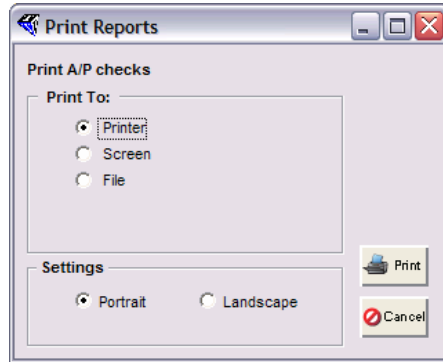 Print Reports
Print A/P checks
Print To:
Printer
Screen
File
Settings
Portrait Landscape
Print
Cancel